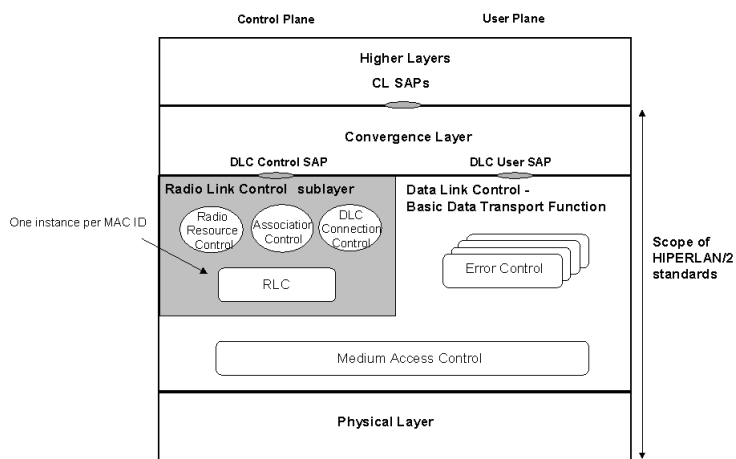 Control Plane
User Plane
Higher Layers
CL SAPs
Convergence Layer
DLC Control SAP
DLC User SAP
Radio Link Control sublayer
Data Link Control -
Basic Data Transport Function
Radio
Resource
Control
Association
Control
DLC
Connection
Control
One instance per MAC ID
RLC
Error Control
Scope of
HIPERLAN/2
standards
Medium Access Control
Physical Layer